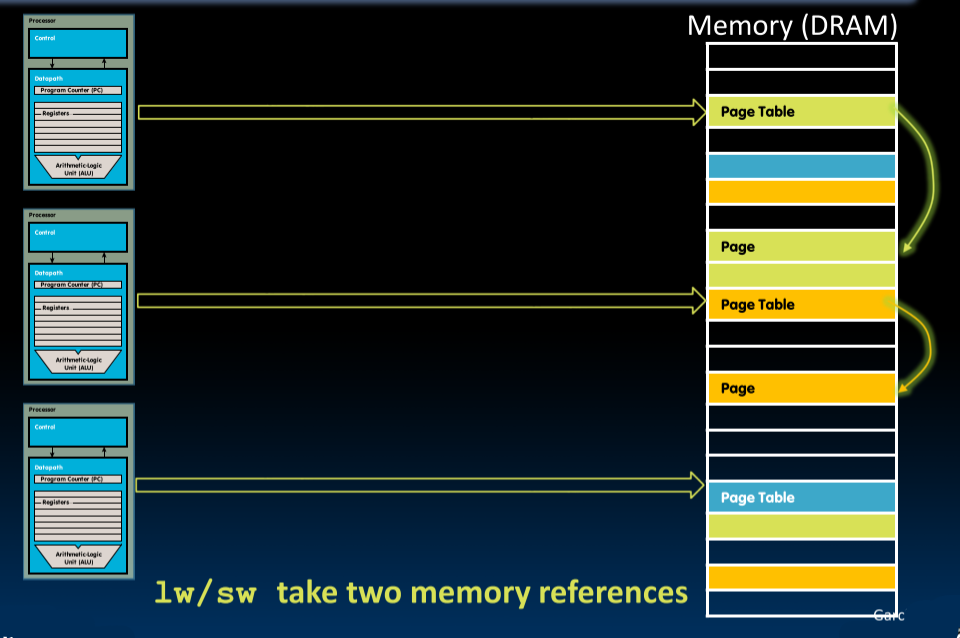 Memory (DRAM)
Processor
Control
Datapath
Program Counter (PC)
Registers
Arithmetic-Logic
Unit (ALU)
Page Table
Processor
Control
Datapath
Program Counter (PC)
Registers
Arithmetic-Logic
Unit (ALU)
Page
Page Table
Page
Processor
Control
Datapath
Program Counter (PC)
Registers
Arithmetic-Logic
Unit (ALU)
Page Table
lw/sw take two memory references
Garc